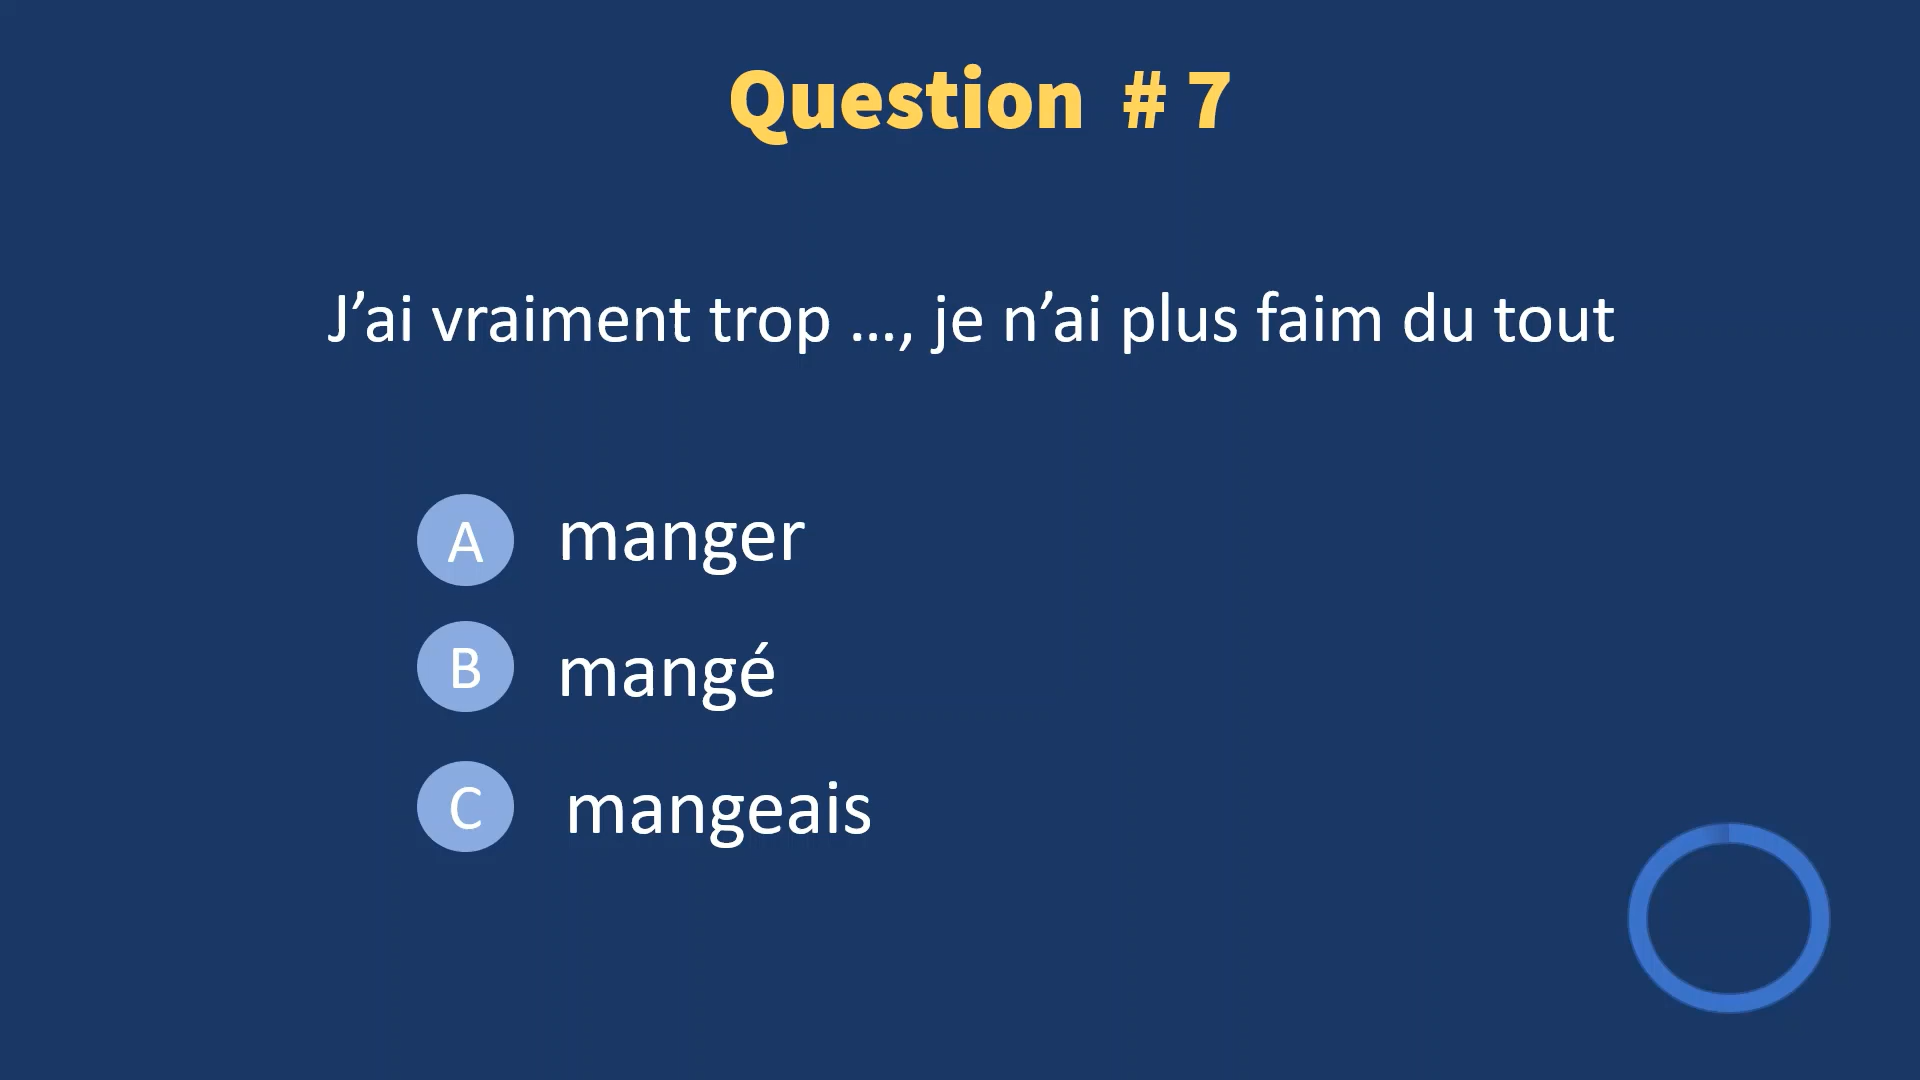 Question # 7
J’ai vraiment trop …, je n’ai plus faim du tout
A manger
B mangé
C mangeais